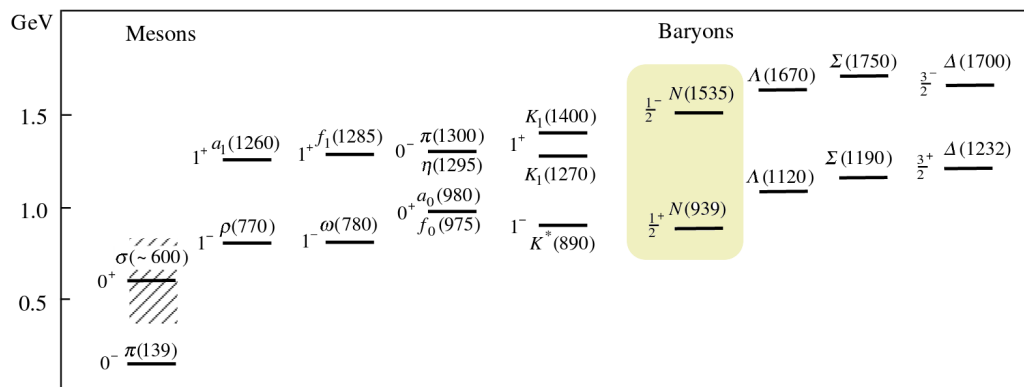 GeV
Mesons
Baryons
1.5
1.0
0.5
0⁺ σ(~ 600)
0⁻ π(139)
1⁺ a₁(1260)
1⁻ ρ(770)
1⁺ f₁(1285)
1⁻ ω(780)
0⁻ π(1300)
η(1295)
0⁺ a₀(980)
f₀(975)
K₁(1400)
1⁺
K₁(1270)
1⁻
K*(890)
1/2⁻ N(1535)
1/2⁺ N(939)
Λ(1670)
Λ(1120)
Σ(1750)
Σ(1190)
3/2⁻ Δ(1700)
3/2⁺ Δ(1232)